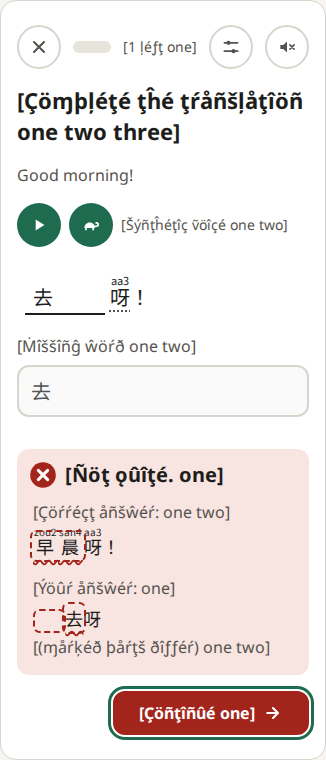 [1 ļéƒţ one]
[Çöɱþļéţé ţĥé ţŕåñšļåţîöñ
one two three]
Good morning!
[Šýñţĥéţîç ṽöîçé one two]
aa3
去 呀！
[Ṁîššîñĝ ŵöŕð one two]
去
[Ñöţ ǫûîţé. one]
[Çöŕŕéçţ åñšŵéŕ: one two]
zou2 san4 aa3
早晨呀！
[Ýöûŕ åñšŵéŕ: one]
去呀
[(ɱåŕķéð þåŕţš ðîƒƒéŕ) one two]
[Çöñţîñûé one]